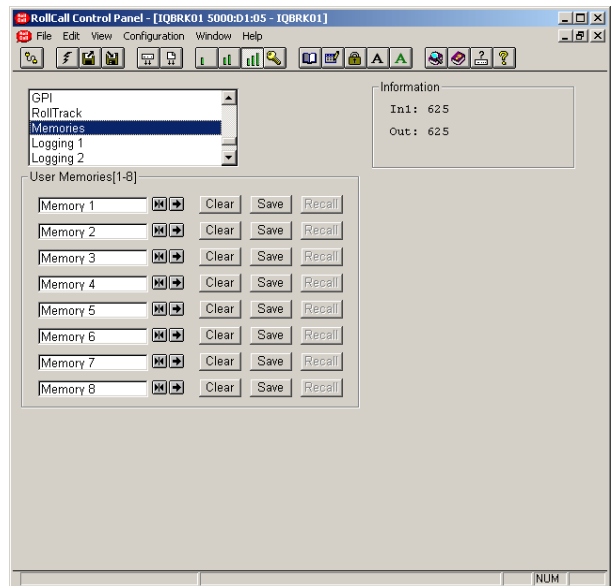 RollCall Control Panel - [IQBRK01 5000:D1:05 - IQBRK01]
File Edit View Configuration Window Help
A A
GPI
RollTrack
Memories
Logging 1
Logging 2
Information
In1: 625
Out: 625
User Memories[1-8]
Memory 1 Clear Save Recall
Memory 2 Clear Save Recall
Memory 3 Clear Save Recall
Memory 4 Clear Save Recall
Memory 5 Clear Save Recall
Memory 6 Clear Save Recall
Memory 7 Clear Save Recall
Memory 8 Clear Save Recall
NUM